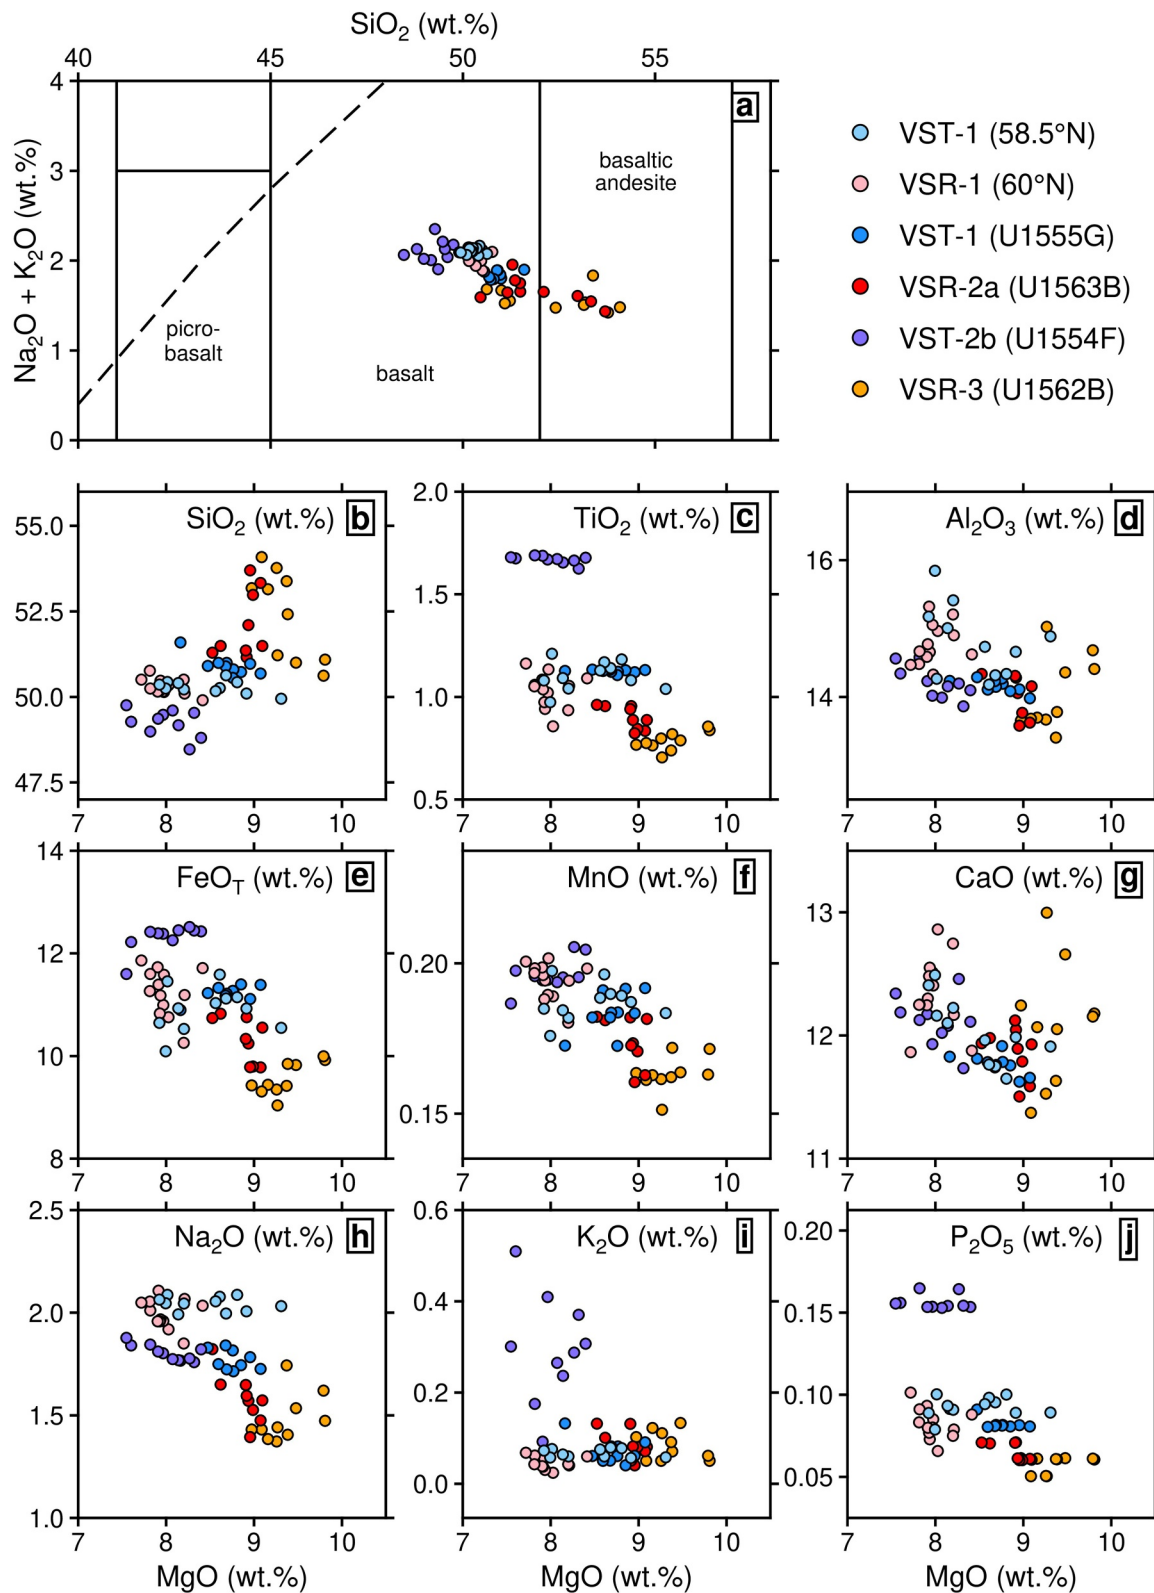 SiO₂ (wt.%)
40 45 50 55
4
3
2
1
0
Na₂O + K₂O (wt.%)
a
picro-
basalt
basalt
basaltic
andesite
VST-1 (58.5°N)
VSR-1 (60°N)
VST-1 (U1555G)
VSR-2a (U1563B)
VST-2b (U1554F)
VSR-3 (U1562B)
SiO₂ (wt.%) b
55.0
52.5
50.0
47.5
7 8 9 10
TiO₂ (wt.%) c
2.0
1.5
1.0
0.5
7 8 9 10
Al₂O₃ (wt.%) d
16
14
7 8 9 10
FeO_T (wt.%) e
14
12
10
8
7 8 9 10
MnO (wt.%) f
0.20
0.15
7 8 9 10
CaO (wt.%) g
13
12
11
7 8 9 10
Na₂O (wt.%) h
2.5
2.0
1.5
1.0
7 8 9 10
MgO (wt.%)
K₂O (wt.%) i
0.6
0.4
0.2
0.0
7 8 9 10
MgO (wt.%)
P₂O₅ (wt.%) j
0.20
0.15
0.10
0.05
7 8 9 10
MgO (wt.%)